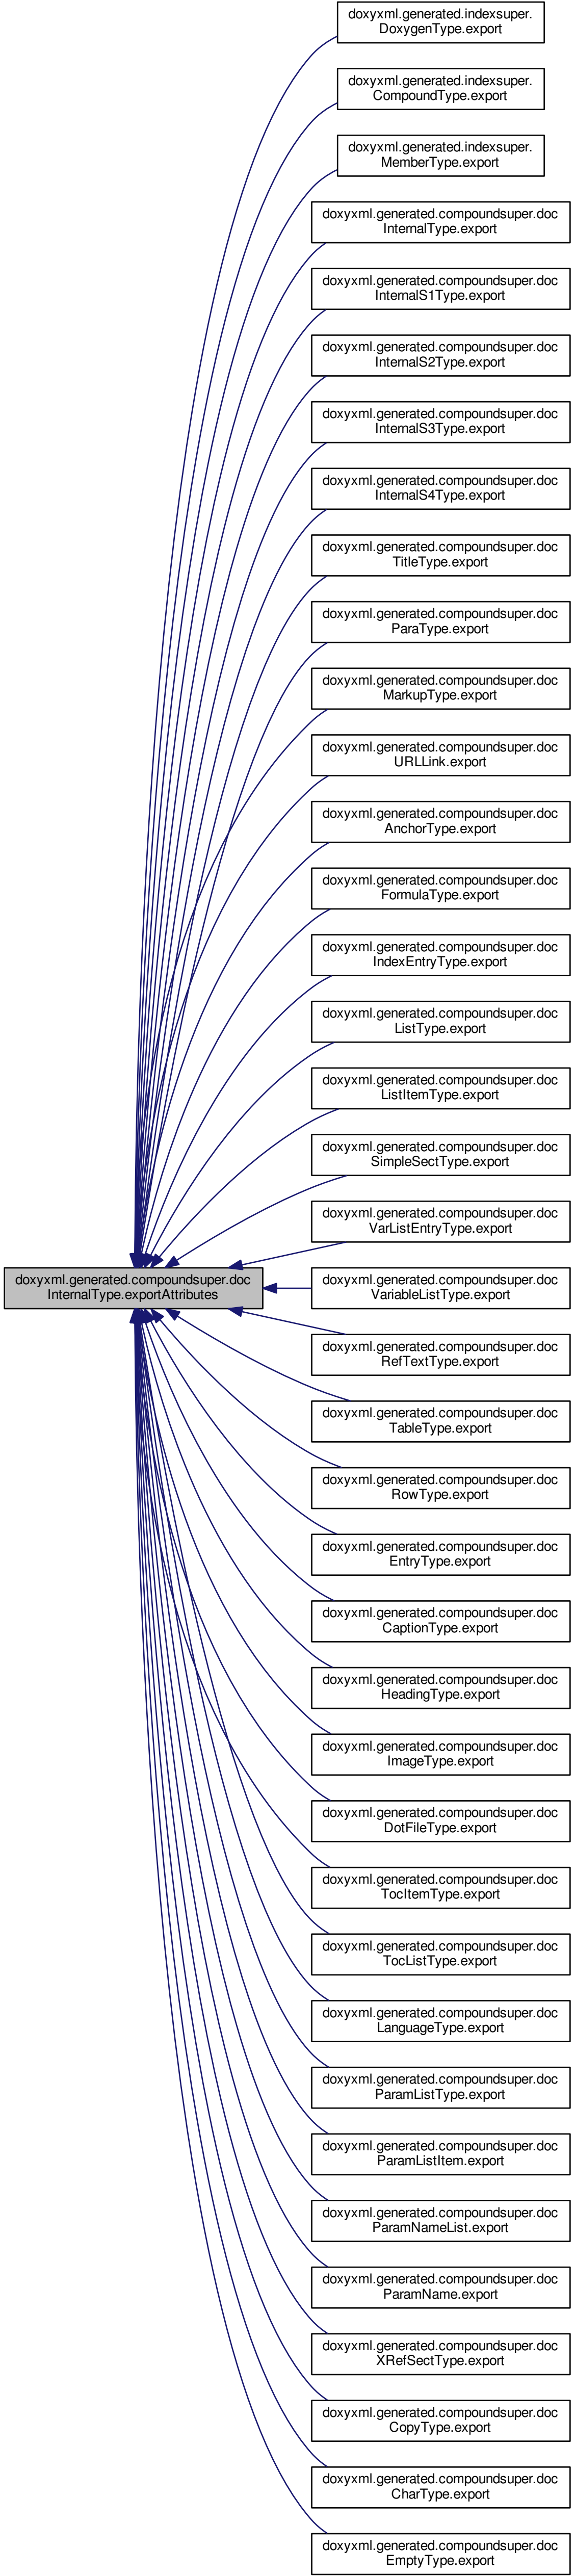 doxyxml.generated.indexsuper.
DoxygenType.export
doxyxml.generated.indexsuper.
CompoundType.export
doxyxml.generated.indexsuper.
MemberType.export
doxyxml.generated.compoundsuper.doc
InternalType.export
doxyxml.generated.compoundsuper.doc
InternalS1Type.export
doxyxml.generated.compoundsuper.doc
InternalS2Type.export
doxyxml.generated.compoundsuper.doc
InternalS3Type.export
doxyxml.generated.compoundsuper.doc
InternalS4Type.export
doxyxml.generated.compoundsuper.doc
TitleType.export
doxyxml.generated.compoundsuper.doc
ParaType.export
doxyxml.generated.compoundsuper.doc
MarkupType.export
doxyxml.generated.compoundsuper.doc
URLLink.export
doxyxml.generated.compoundsuper.doc
AnchorType.export
doxyxml.generated.compoundsuper.doc
FormulaType.export
doxyxml.generated.compoundsuper.doc
IndexEntryType.export
doxyxml.generated.compoundsuper.doc
ListType.export
doxyxml.generated.compoundsuper.doc
ListItemType.export
doxyxml.generated.compoundsuper.doc
SimpleSectType.export
doxyxml.generated.compoundsuper.doc
VarListEntryType.export
doxyxml.generated.compoundsuper.doc
InternalType.exportAttributes
doxyxml.generated.compoundsuper.doc
VariableListType.export
doxyxml.generated.compoundsuper.doc
RefTextType.export
doxyxml.generated.compoundsuper.doc
TableType.export
doxyxml.generated.compoundsuper.doc
RowType.export
doxyxml.generated.compoundsuper.doc
EntryType.export
doxyxml.generated.compoundsuper.doc
CaptionType.export
doxyxml.generated.compoundsuper.doc
HeadingType.export
doxyxml.generated.compoundsuper.doc
ImageType.export
doxyxml.generated.compoundsuper.doc
DotFileType.export
doxyxml.generated.compoundsuper.doc
TocItemType.export
doxyxml.generated.compoundsuper.doc
TocListType.export
doxyxml.generated.compoundsuper.doc
LanguageType.export
doxyxml.generated.compoundsuper.doc
ParamListType.export
doxyxml.generated.compoundsuper.doc
ParamListItem.export
doxyxml.generated.compoundsuper.doc
ParamNameList.export
doxyxml.generated.compoundsuper.doc
ParamName.export
doxyxml.generated.compoundsuper.doc
XRefSectType.export
doxyxml.generated.compoundsuper.doc
CopyType.export
doxyxml.generated.compoundsuper.doc
CharType.export
doxyxml.generated.compoundsuper.doc
EmptyType.export